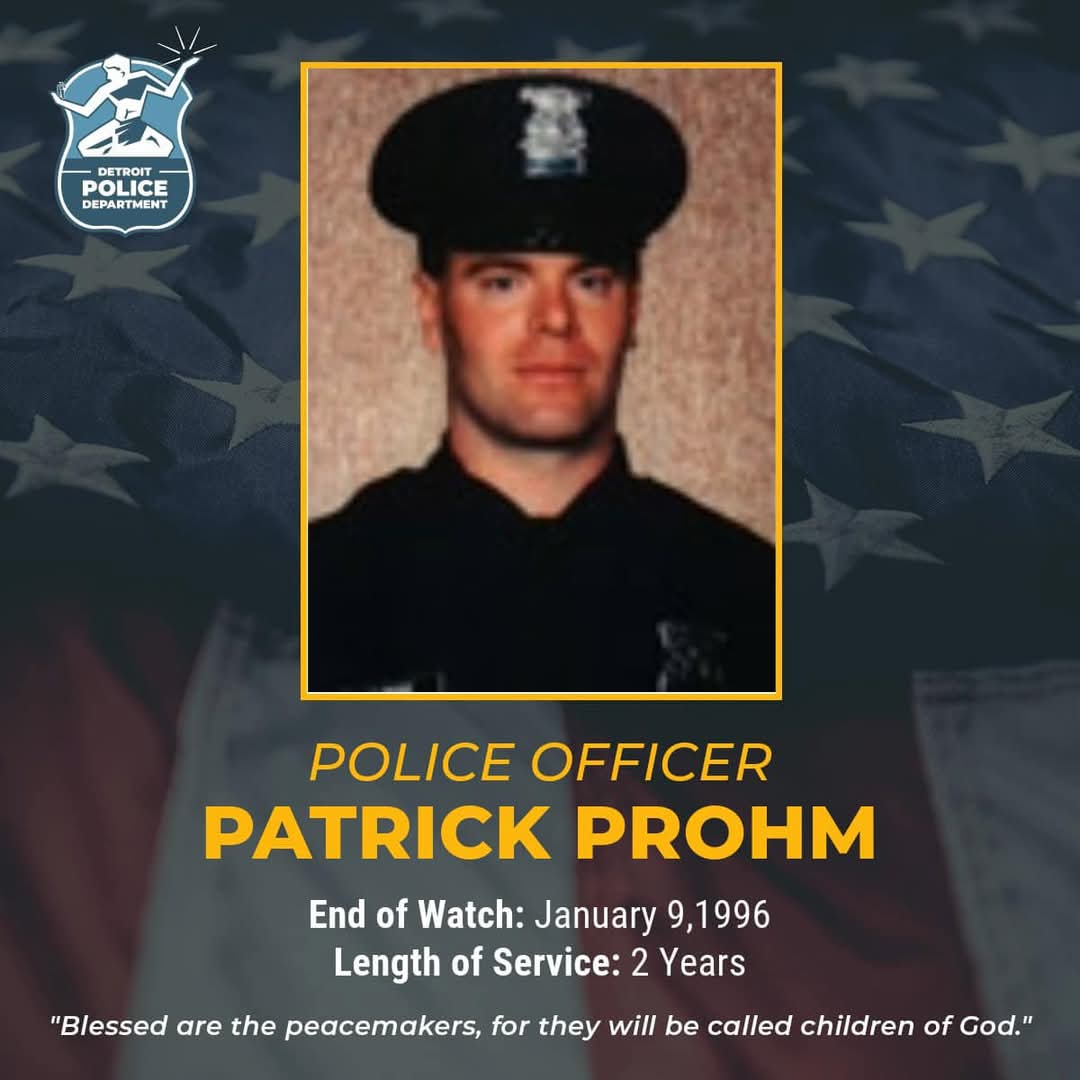 DETROIT
POLICE
DEPARTMENT
POLICE OFFICER
PATRICK PROHM
End of Watch: January 9,1996
Length of Service: 2 Years
"Blessed are the peacemakers, for they will be called children of God."